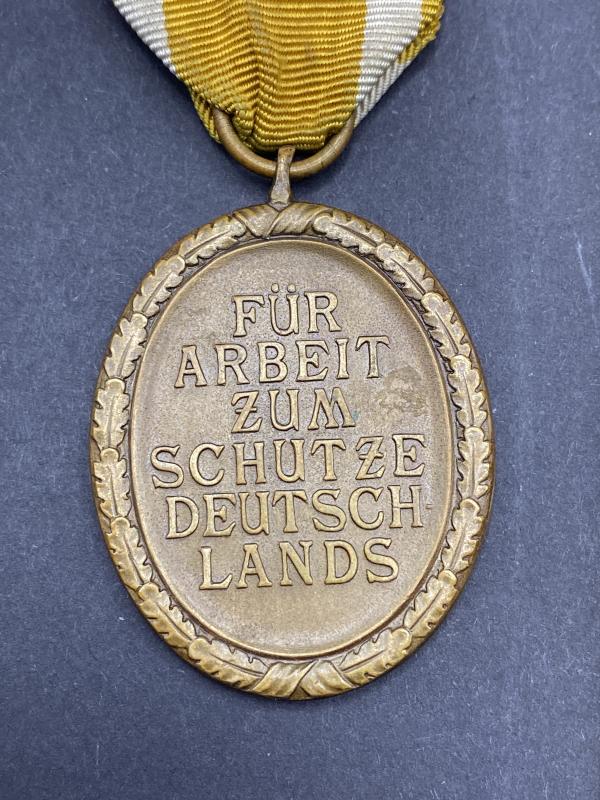 FÜR
ARBEIT
ZUM
SCHUTZE
DEUTSCH
LANDS